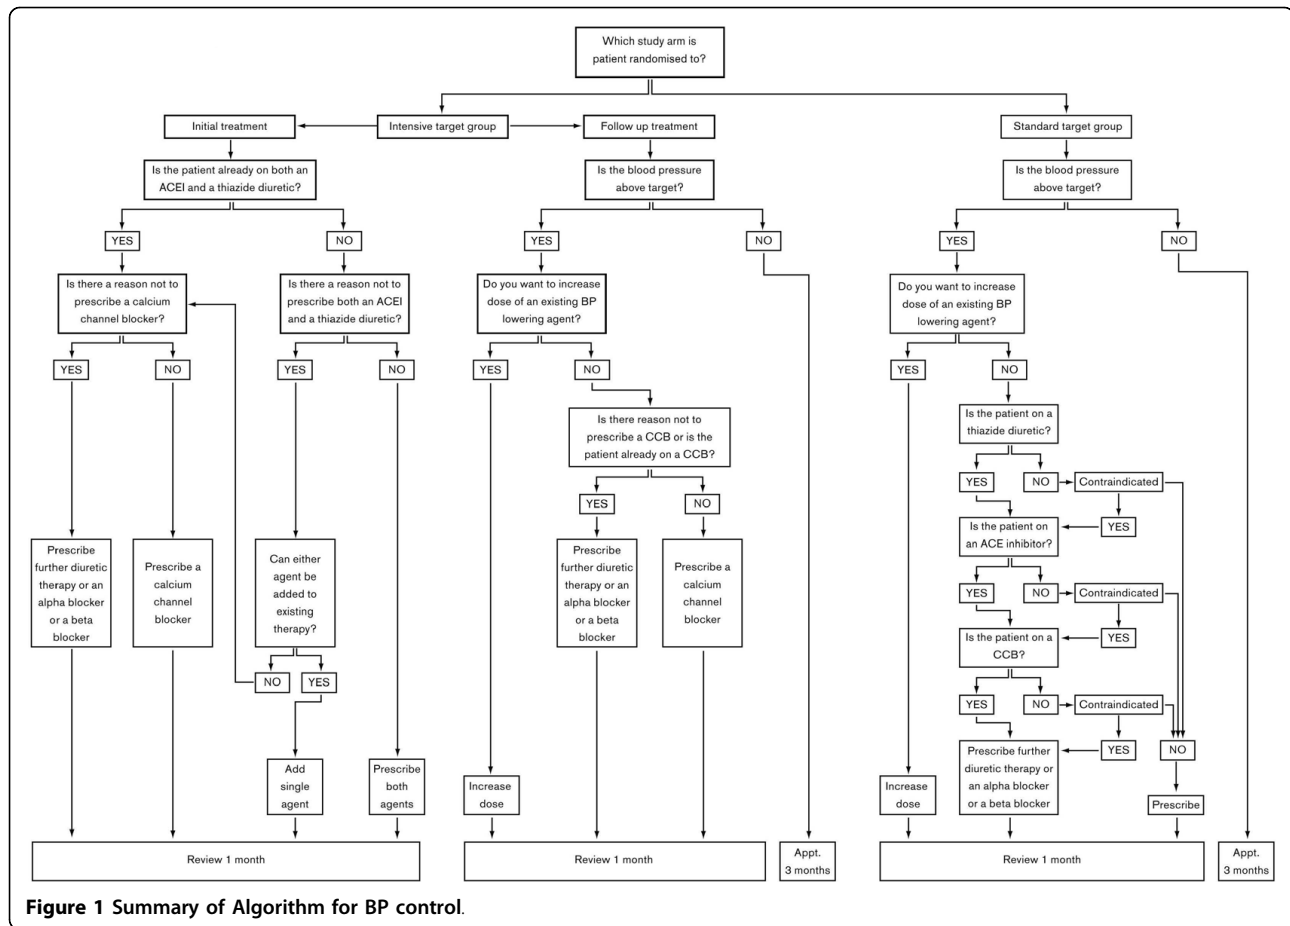 Which study arm is
patient randomised to?
Initial treatment
Intensive target group
Follow up treatment
Standard target group
Is the patient already on both an
ACEI and a thiazide diuretic?
Is the blood pressure
above target?
Is the blood pressure
above target?
YES
NO
YES
NO
YES
NO
Is there a reason not to
prescribe a calcium
channel blocker?
Is there a reason not to
prescribe both an ACEI
and a thiazide diuretic?
Do you want to increase
dose of an existing BP
lowering agent?
Do you want to increase
dose of an existing BP
lowering agent?
YES
NO
YES
NO
YES
NO
YES
NO
Is there reason not to
prescribe a CCB or is the
patient already on a CCB?
Is the patient on a
thiazide diuretic?
YES
NO
YES
NO
Contraindicated
YES
Is the patient on
an ACE inhibitor?
Prescribe
further diuretic
therapy or an
alpha blocker
or a beta
blocker
Prescribe a
calcium
channel
blocker
Can either
agent be
added to
existing
therapy?
Prescribe
further diuretic
therapy or an
alpha blocker
or a beta
blocker
Prescribe a
calcium
channel
blocker
YES
NO
Contraindicated
YES
Is the patient on a
CCB?
NO
YES
YES
NO
Contraindicated
YES
NO
Add
single
agent
Prescribe
both
agents
Increase
dose
Increase
dose
Prescribe further
diuretic therapy or
an alpha blocker
or a beta blocker
Prescribe
Review 1 month
Review 1 month
Appt.
3 months
Review 1 month
Appt.
3 months
Figure 1 Summary of Algorithm for BP control.